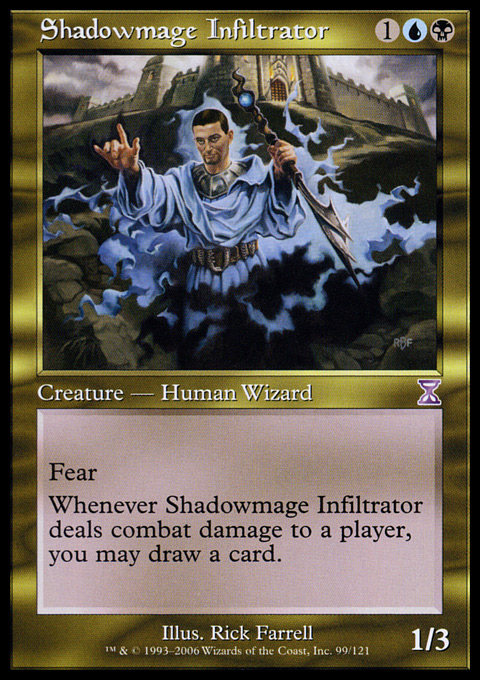 Shadowmage Infiltrator 1
RBF
Creature — Human Wizard
Fear
Whenever Shadowmage Infiltrator
deals combat damage to a player,
you may draw a card.
Illus. Rick Farrell
™ & © 1993–2006 Wizards of the Coast, Inc. 99/121
1/3